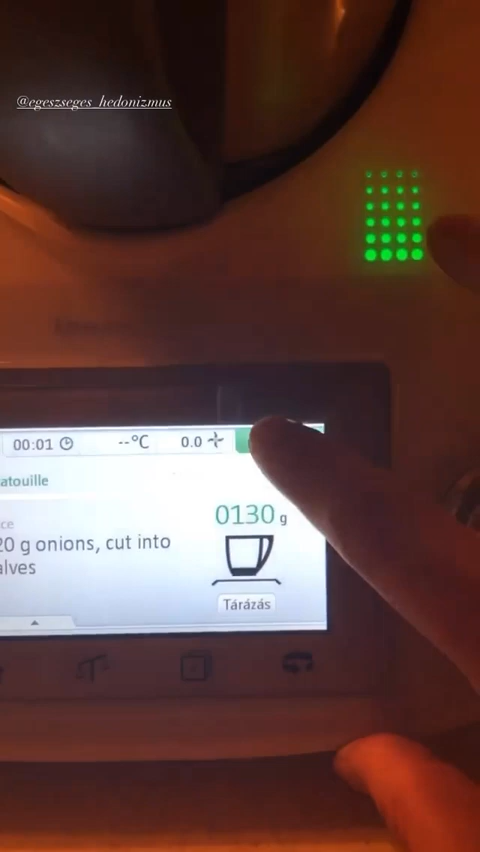 @egeszseges_hedonizmus
00:01
--°C
0.0
atouille
ce
0130 g
20 g onions, cut into
alves
Tárázás